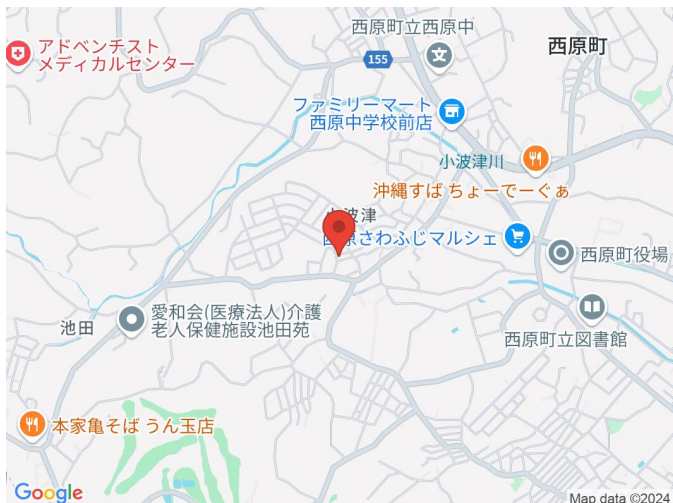 アドベンチスト
メディカルセンター
西原町立西原中
文
155
西原町
ファミリーマート
西原中学校前店
小波津川
沖縄すば ちょーでーぐぁ
小波津
西原さわふじマルシェ
西原町役場
愛和会(医療法人)介護
老人保健施設池田苑
池田
西原町立図書館
本家亀そば うん玉店
Google
Map data ©2024